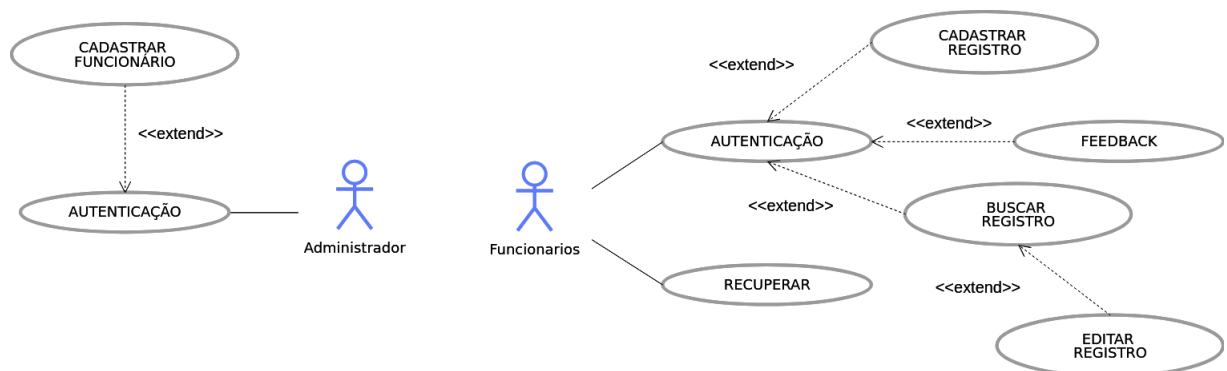 CADASTRAR
FUNCIONÁRIO
<<extend>>
AUTENTICAÇÃO
Administrador
Funcionarios
CADASTRAR
REGISTRO
<<extend>>
AUTENTICAÇÃO
<<extend>>
FEEDBACK
<<extend>>
BUSCAR
REGISTRO
RECUPERAR
<<extend>>
EDITAR
REGISTRO